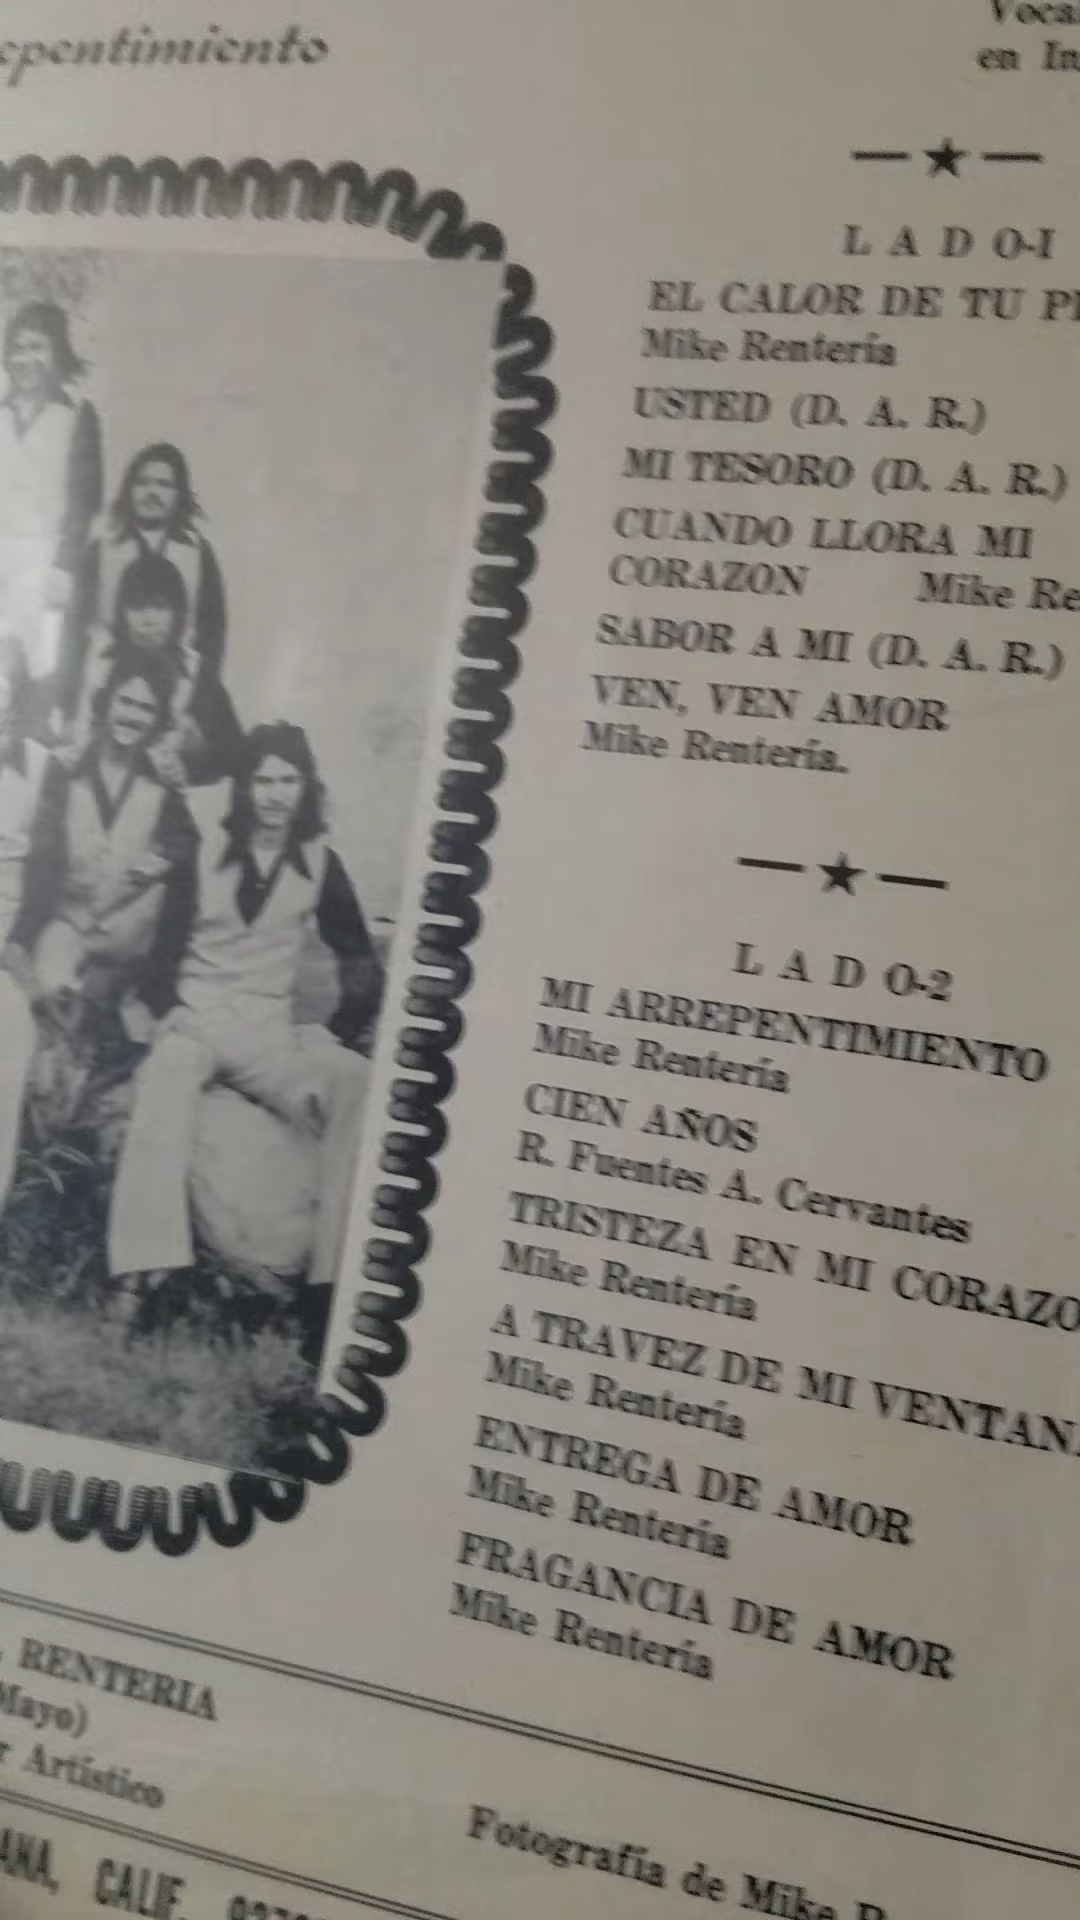 epentimiento
Voca
en In
L A D O-I
EL CALOR DE TU PI
Mike Rentería
USTED (D. A. R.)
MI TESORO (D. A. R.)
CUANDO LLORA MI
CORAZON Mike Re
SABOR A MI (D. A. R.)
VEN, VEN AMOR
Mike Rentería.
L A D O-2
MI ARREPENTIMIENTO
Mike Rentería
CIEN AÑOS
R. Fuentes A. Cervantes
TRISTEZA EN MI CORAZO
Mike Rentería
A TRAVEZ DE MI VENTANA
Mike Rentería
ENTREGA DE AMOR
Mike Rentería
FRAGANCIA DE AMOR
Mike Rentería
RENTERIA
Mayo)
r Artístico
Fotografía de Mike R
ANA, CALIF.